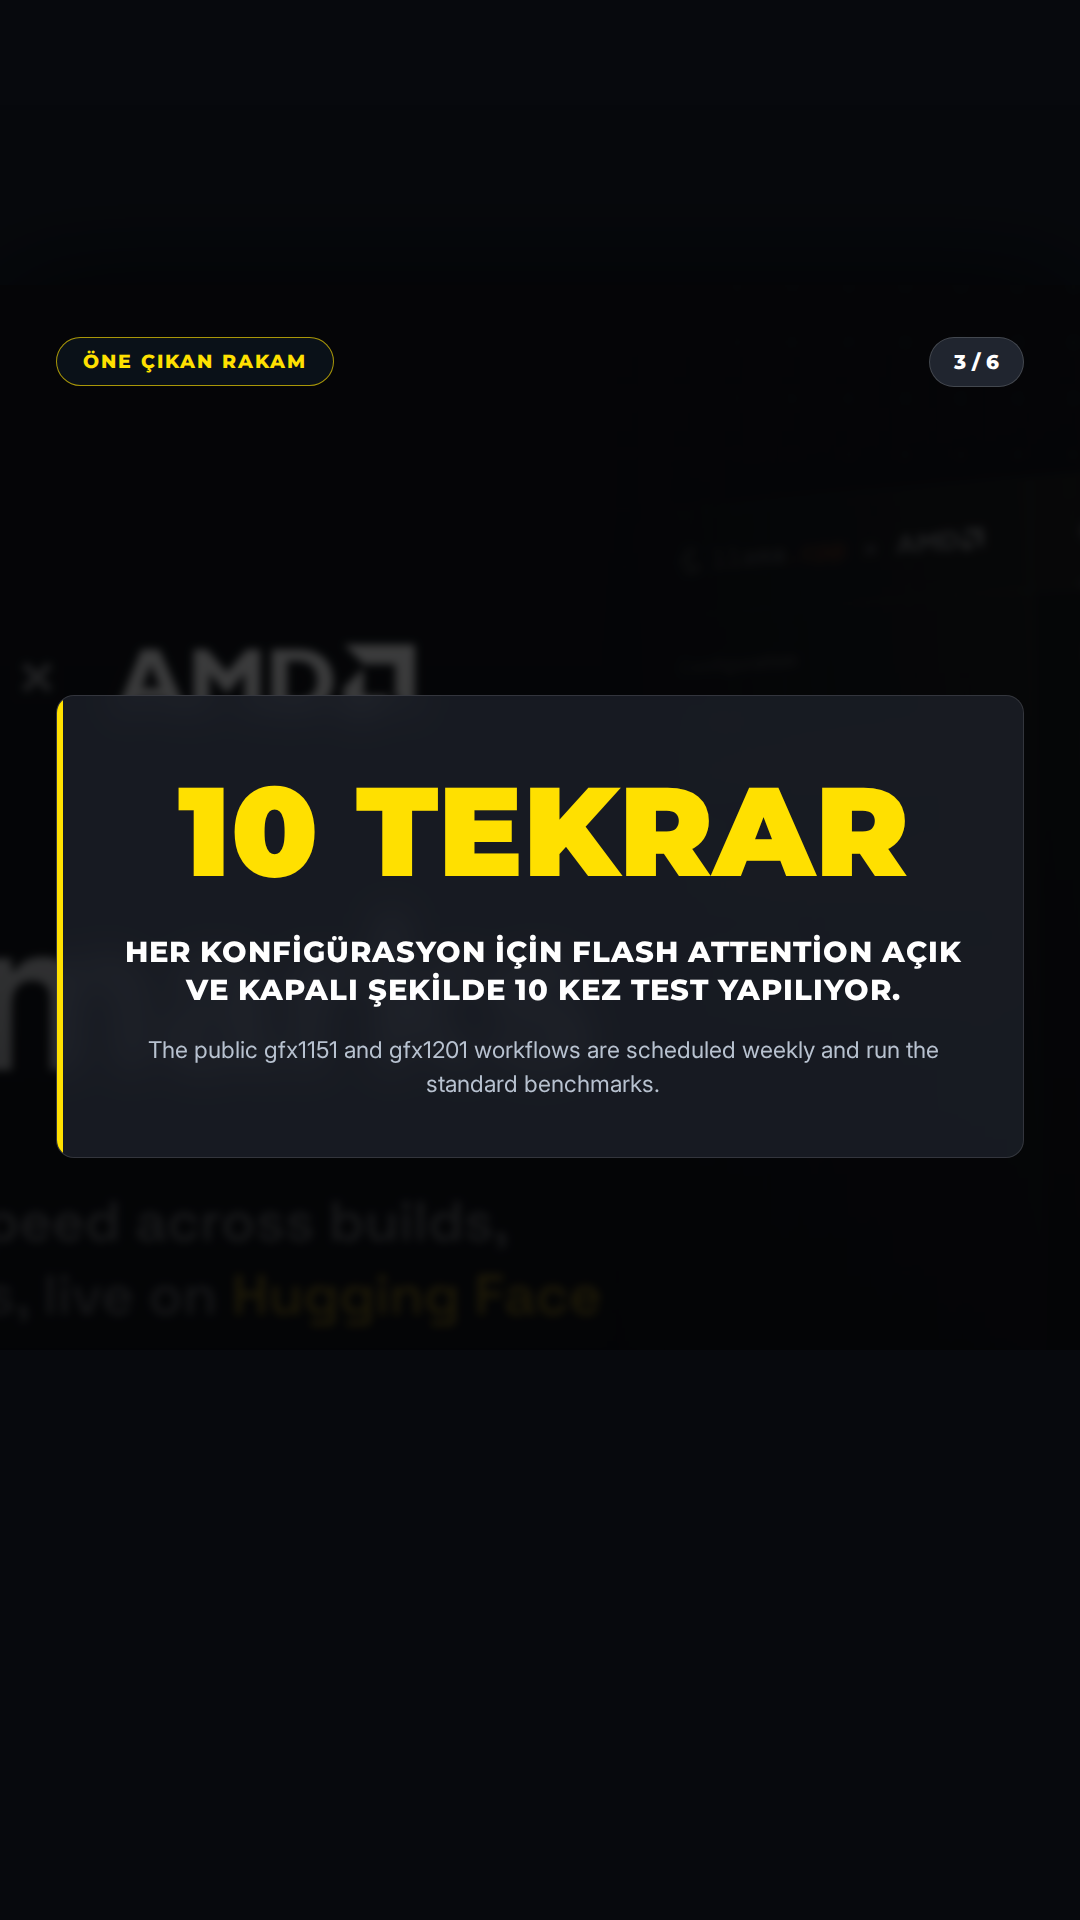 ÖNE ÇIKAN RAKAM
3 / 6
× AMD
10 TEKRAR
HER KONFİGÜRASYON İÇİN FLASH ATTENTİON AÇIK
VE KAPALI ŞEKİLDE 10 KEZ TEST YAPILIYOR.
The public gfx1151 and gfx1201 workflows are scheduled weekly and run the
standard benchmarks.
across builds,
live on Hugging Face